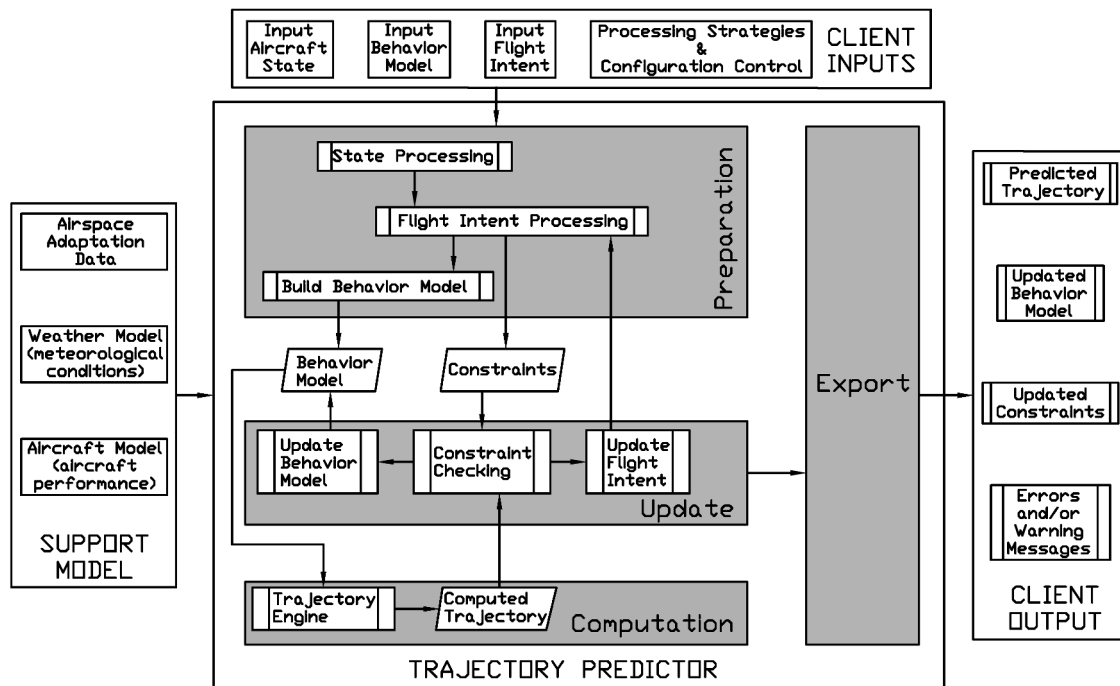 Input
Aircraft
State
Input
Behavior
Model
Input
Flight
Intent
Processing Strategies
&
Configuration Control
CLIENT
INPUTS
State Processing
Flight Intent Processing
Build Behavior Model
Preparation
Behavior
Model
Constraints
Update
Behavior
Model
Constraint
Checking
Update
Flight
Intent
Update
Trajectory
Engine
Computed
Trajectory
Computation
TRAJECTORY PREDICTOR
Export
Airspace
Adaptation
Data
Weather Model
(meteorological
conditions)
Aircraft Model
(aircraft
performance)
SUPPORT
MODEL
Predicted
Trajectory
Updated
Behavior
Model
Updated
Constraints
Errors
and/or
Warning
Messages
CLIENT
OUTPUT